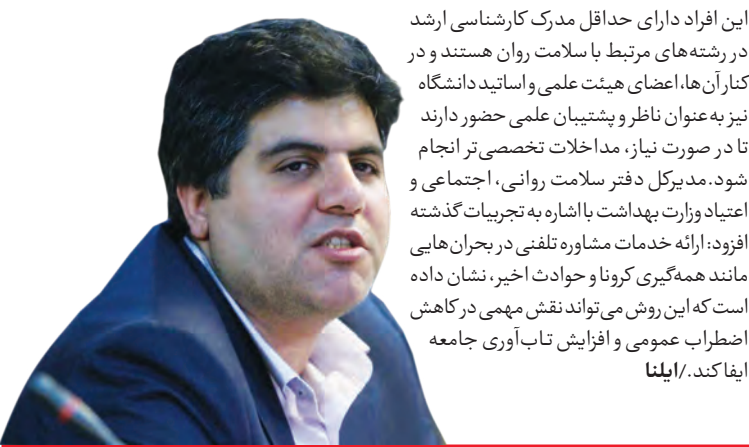 این افراد دارای حداقل مدرک کارشناسی ارشد
در رشته‌های مرتبط با سلامت روان هستند و در
کنار آن‌ها، اعضای هیئت علمی و اساتید دانشگاه
نیز به عنوان ناظر و پشتیبان علمی حضور دارند
تا در صورت نیاز، مداخلات تخصصی‌تر انجام
شود. مدیرکل دفتر سلامت روانی، اجتماعی و
اعتیاد وزارت بهداشت با اشاره به تجربیات گذشته
افزود: ارائه خدمات مشاوره تلفنی در بحران‌هایی
مانند همه‌گیری کرونا و حوادث اخیر، نشان داده
است که این روش می‌تواند نقش مهمی در کاهش
اضطراب عمومی و افزایش تاب‌آوری جامعه
ایفا کند./ایلنا